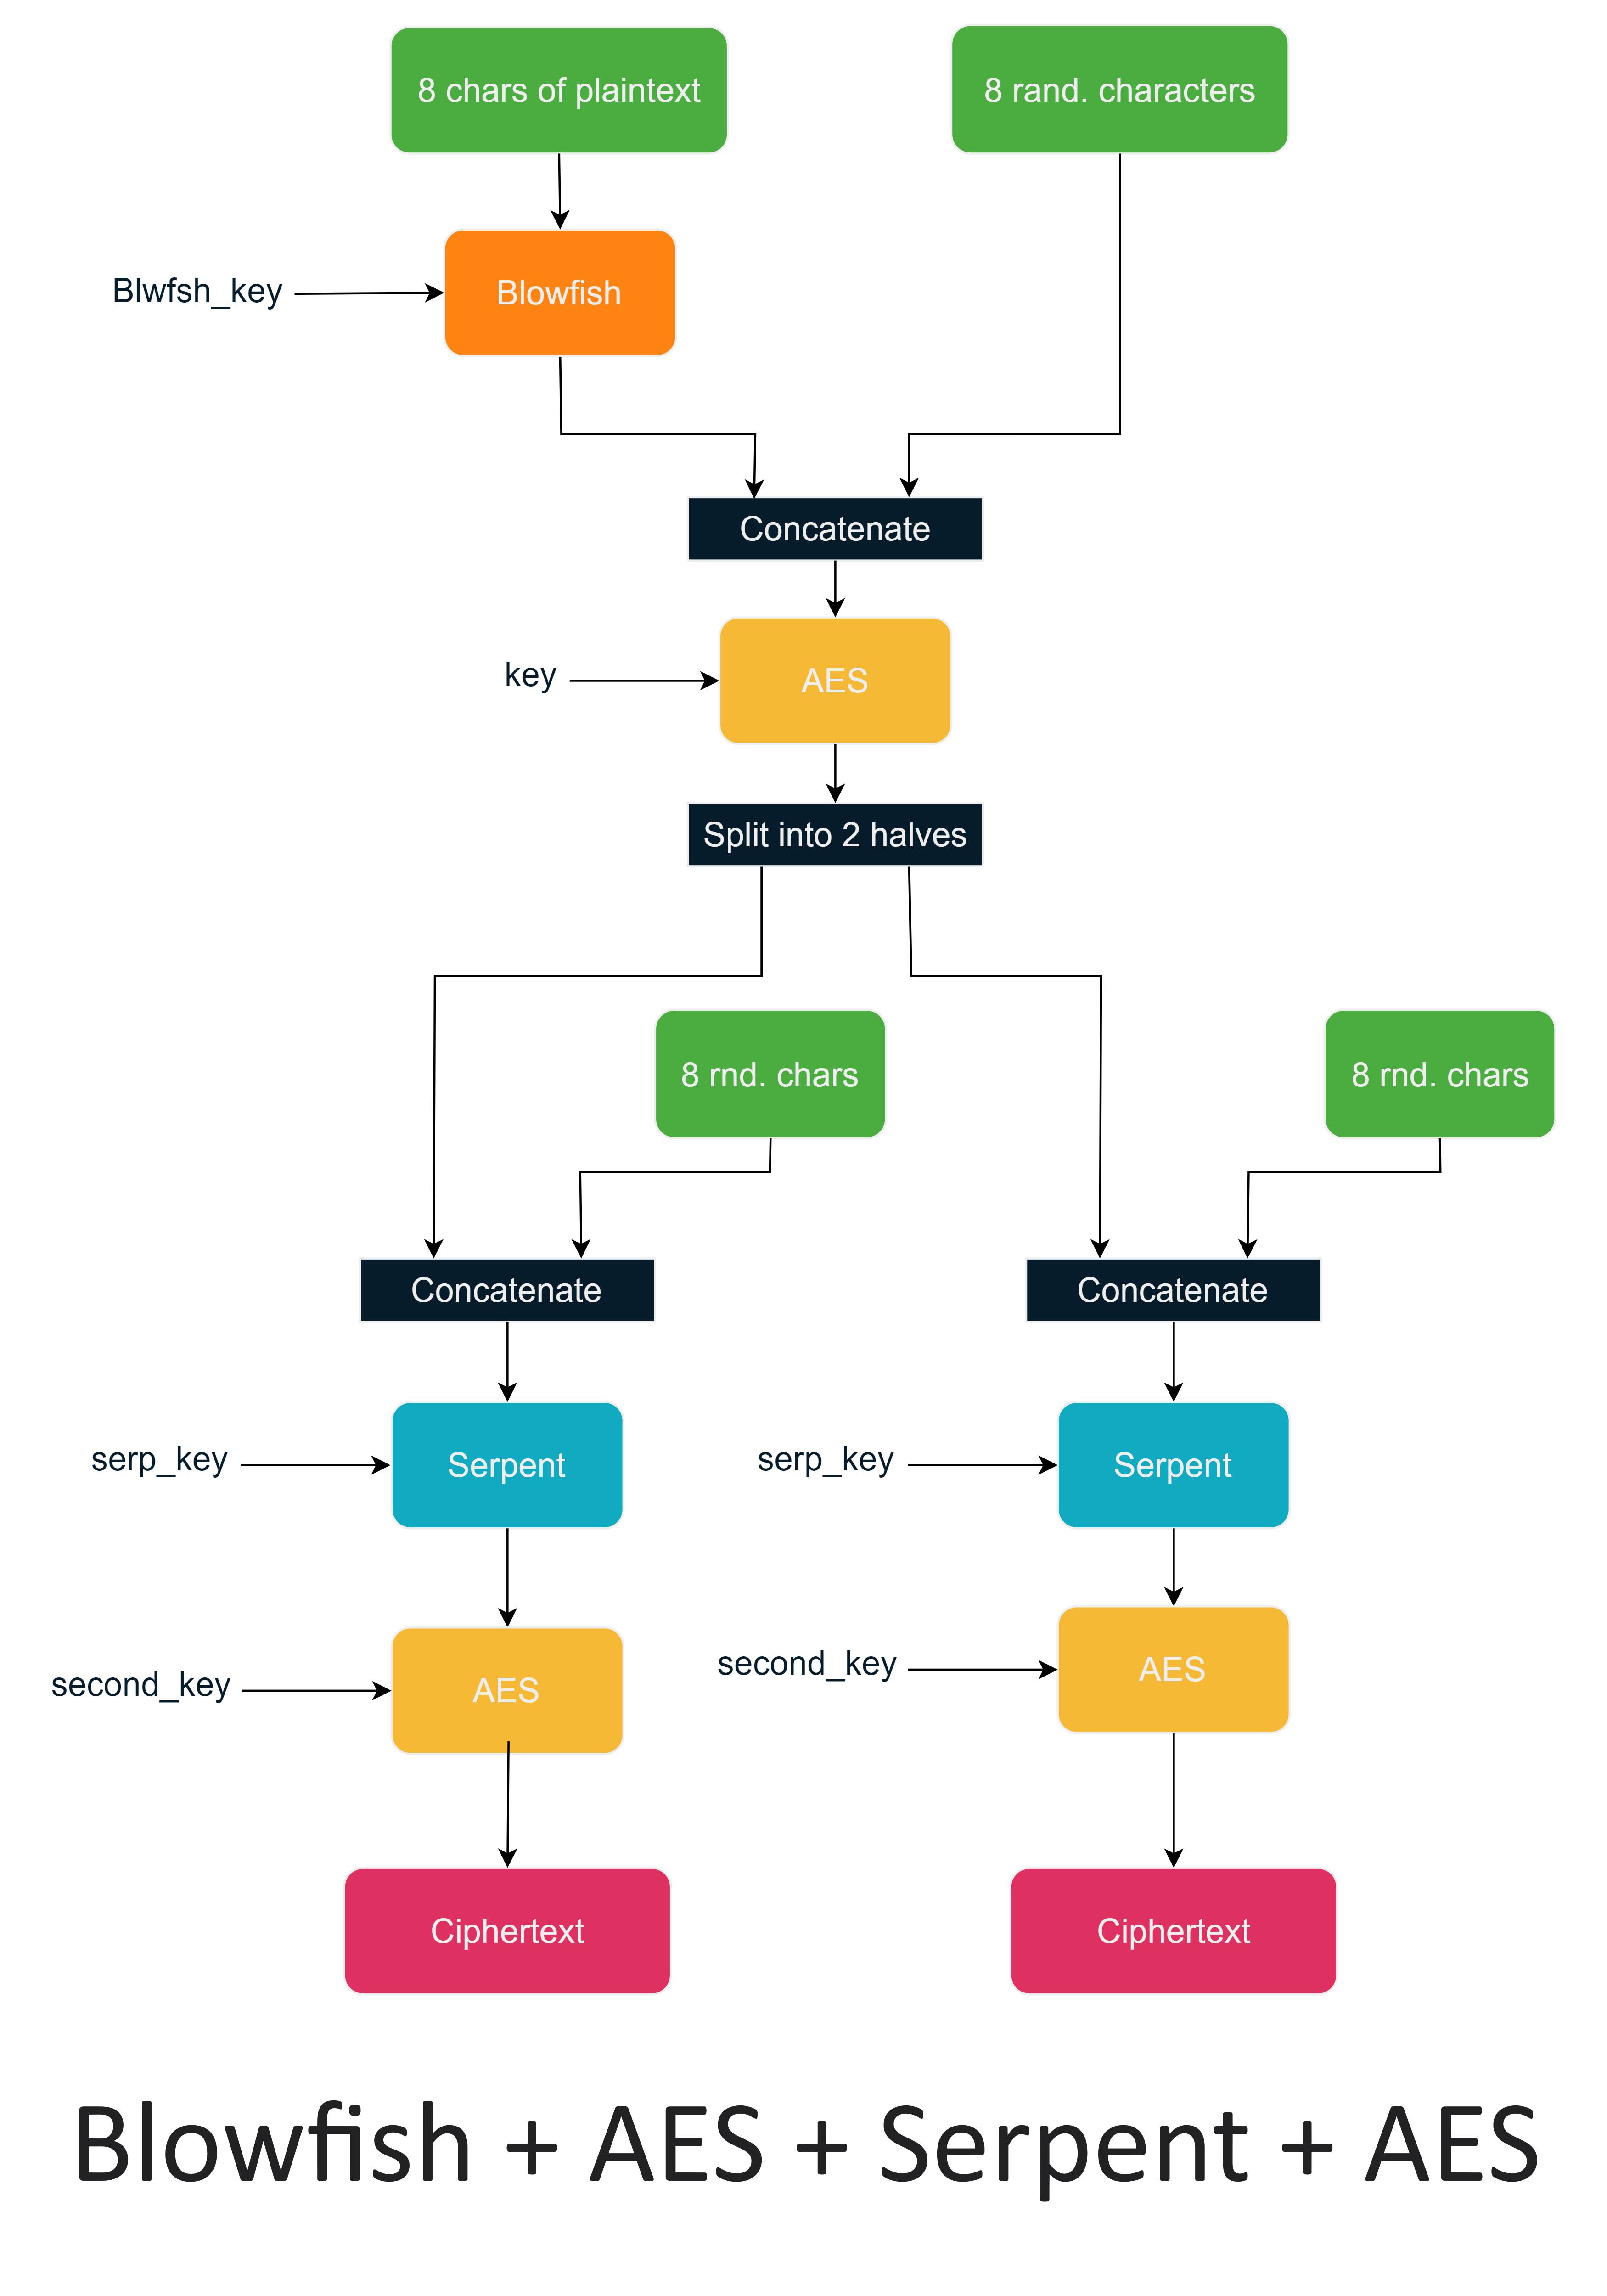 8 chars of plaintext
8 rand. characters
Blwfsh_key
Blowfish
Concatenate
key
AES
Split into 2 halves
8 rnd. chars
8 rnd. chars
Concatenate
Concatenate
serp_key
Serpent
serp_key
Serpent
second_key
AES
second_key
AES
Ciphertext
Ciphertext
Blowfish + AES + Serpent + AES